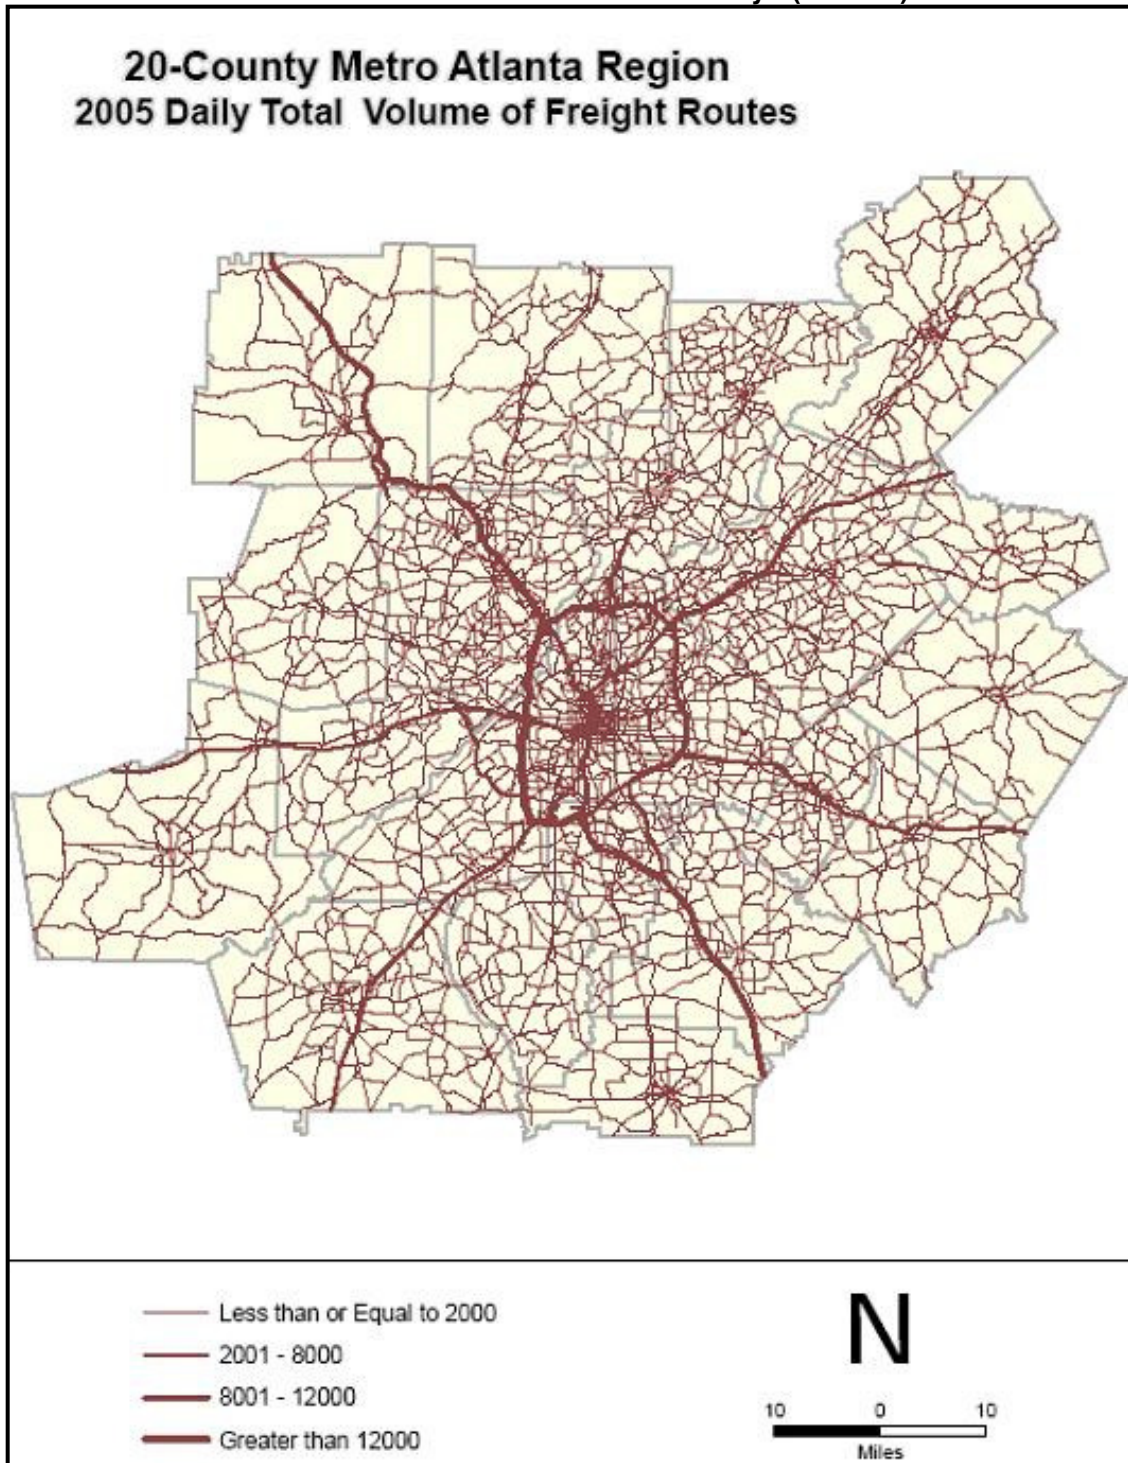 20-County Metro Atlanta Region
2005 Daily Total Volume of Freight Routes
Less than or Equal to 2000
2001 - 8000
8001 - 12000
Greater than 12000
N
10 0 10
Miles